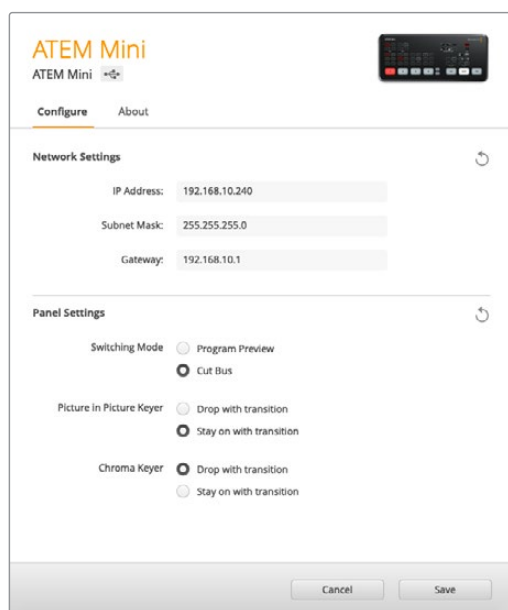 ATEM Mini
ATEM Mini
Configure About
Network Settings
IP Address: 192.168.10.240
Subnet Mask: 255.255.255.0
Gateway: 192.168.10.1
Panel Settings
Switching Mode Program Preview
Cut Bus
Picture in Picture Keyer Drop with transition
Stay on with transition
Chroma Keyer Drop with transition
Stay on with transition
Cancel Save